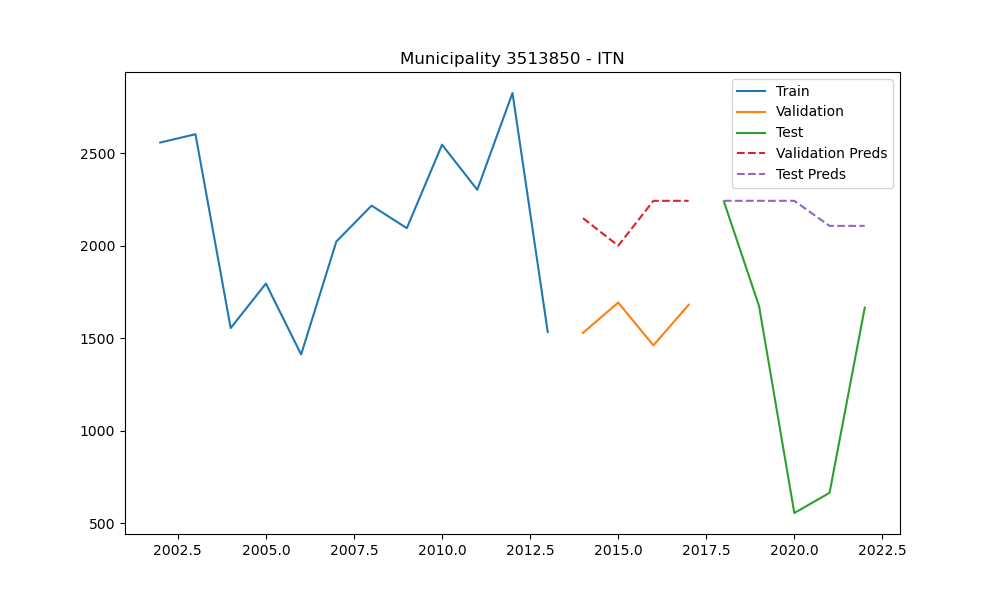 Municipality 3513850 - ITN
Train
Validation
Test
Validation Preds
Test Preds
2500
2000
1500
1000
500
2002.5 2005.0 2007.5 2010.0 2012.5 2015.0 2017.5 2020.0 2022.5